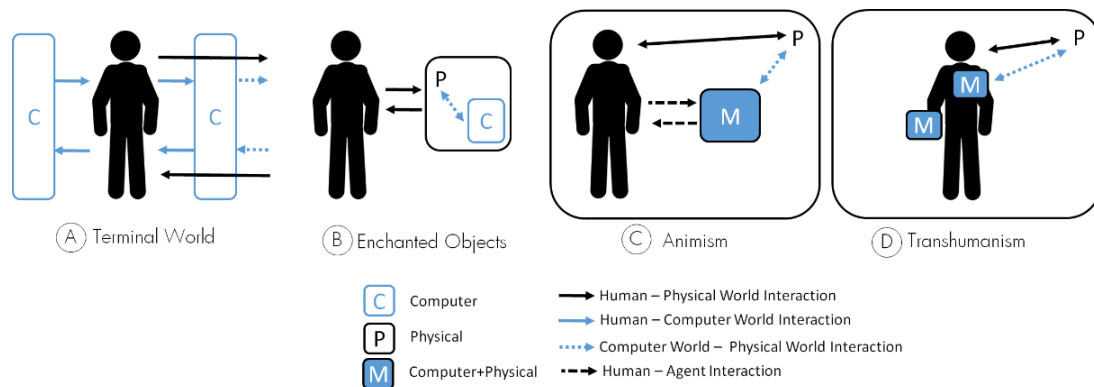 C
C
P
C
P
M
P
M
M
A Terminal World
B Enchanted Objects
C Animism
D Transhumanism
C Computer
P Physical
M Computer+Physical
Human – Physical World Interaction
Human – Computer World Interaction
Computer World – Physical World Interaction
Human – Agent Interaction